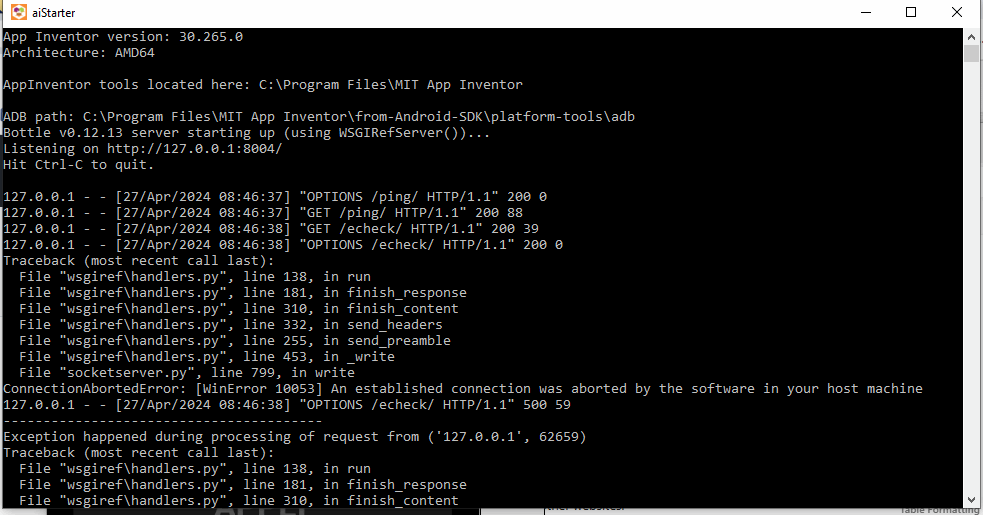 aiStarter
App Inventor version: 30.265.0
Architecture: AMD64
AppInventor tools located here: C:\Program Files\MIT App Inventor
ADB path: C:\Program Files\MIT App Inventor\from-Android-SDK\platform-tools\adb
Bottle v0.12.13 server starting up (using WSGIRefServer())...
Listening on http://127.0.0.1:8004/
Hit Ctrl-C to quit.
127.0.0.1 - - [27/Apr/2024 08:46:37] "OPTIONS /ping/ HTTP/1.1" 200 0
127.0.0.1 - - [27/Apr/2024 08:46:37] "GET /ping/ HTTP/1.1" 200 88
127.0.0.1 - - [27/Apr/2024 08:46:38] "GET /echeck/ HTTP/1.1" 200 39
127.0.0.1 - - [27/Apr/2024 08:46:38] "OPTIONS /echeck/ HTTP/1.1" 200 0
Traceback (most recent call last):
  File "wsgiref\handlers.py", line 138, in run
  File "wsgiref\handlers.py", line 181, in finish_response
  File "wsgiref\handlers.py", line 310, in finish_content
  File "wsgiref\handlers.py", line 332, in send_headers
  File "wsgiref\handlers.py", line 255, in send_preamble
  File "wsgiref\handlers.py", line 453, in _write
  File "socketserver.py", line 799, in write
ConnectionAbortedError: [WinError 10053] An established connection was aborted by the software in your host machine
127.0.0.1 - - [27/Apr/2024 08:46:38] "OPTIONS /echeck/ HTTP/1.1" 500 59
----------------------------------------
Exception happened during processing of request from ('127.0.0.1', 62659)
Traceback (most recent call last):
  File "wsgiref\handlers.py", line 138, in run
  File "wsgiref\handlers.py", line 181, in finish_response
  File "wsgiref\handlers.py", line 310, in finish_content
websites.
Table Formatting